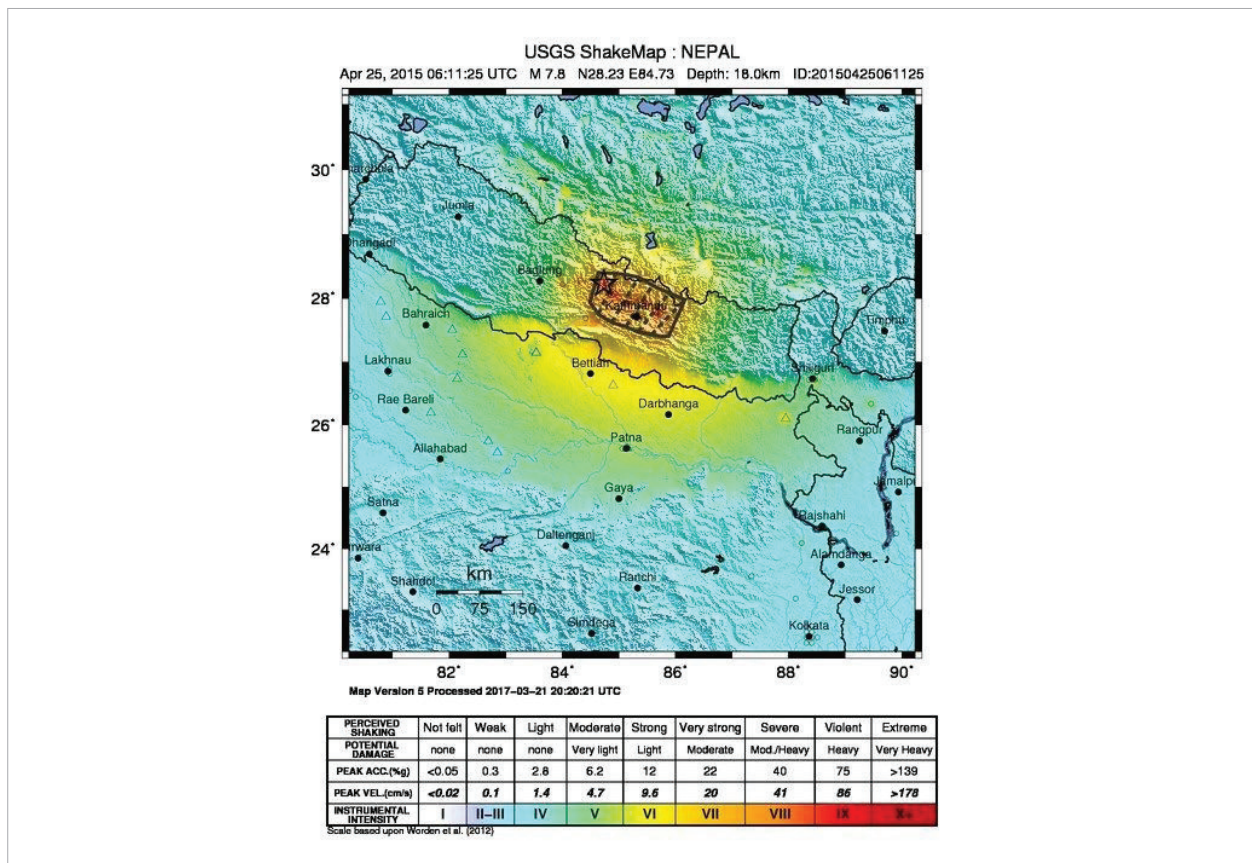 USGS ShakeMap : NEPAL
Apr 25, 2015 06:11:25 UTC M 7.8 N28.23 E84.73 Depth: 18.0km ID:20150425061125
30°
Jumla
28°
Kathmandu
Bahraich
Lakhnau
Bettiah
Rae Bareli
Darbhanga
26°
Patna
Rangpur
Allahabad
Gaya
Satna
Rajshahi
Daltenganj
24°
Alamdanga
km
Shahdol
Ranchi
Jessor
0 75 150
Simdega
Kolkata
82° 84° 86° 88° 90°
Map Version 5 Processed 2017-03-21 20:20:21 UTC
PERCEIVED SHAKING Not felt Weak Light Moderate Strong Very strong Severe Violent Extreme
POTENTIAL DAMAGE none none none Very light Light Moderate Mod./Heavy Heavy Very Heavy
PEAK ACC.(%g) <0.05 0.3 2.8 6.2 12 22 40 75 >139
PEAK VEL.(cm/s) <0.02 0.1 1.4 4.7 9.6 20 41 86 >178
INSTRUMENTAL INTENSITY I II-III IV V VI VII VIII IX X+
Scale based upon Worden et al. (2012)